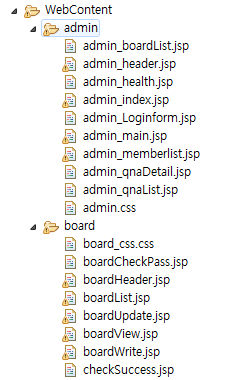 WebContent
admin
admin_boardList.jsp
admin_header.jsp
admin_health.jsp
admin_index.jsp
admin_Loginform.jsp
admin_main.jsp
admin_memberlist.jsp
admin_qnaDetail.jsp
admin_qnaList.jsp
admin.css
board
board_css.css
boardCheckPass.jsp
boardHeader.jsp
boardList.jsp
boardUpdate.jsp
boardView.jsp
boardWrite.jsp
checkSuccess.jsp